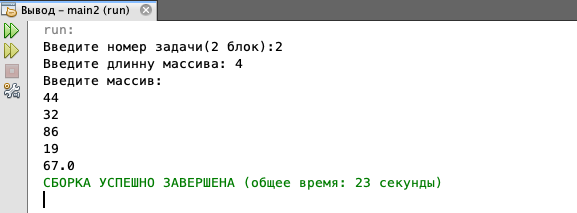 Вывод – main2 (run)
run:
Введите номер задачи(2 блок):2
Введите длинну массива: 4
Введите массив:
44
32
86
19
67.0
СБОРКА УСПЕШНО ЗАВЕРШЕНА (общее время: 23 секунды)